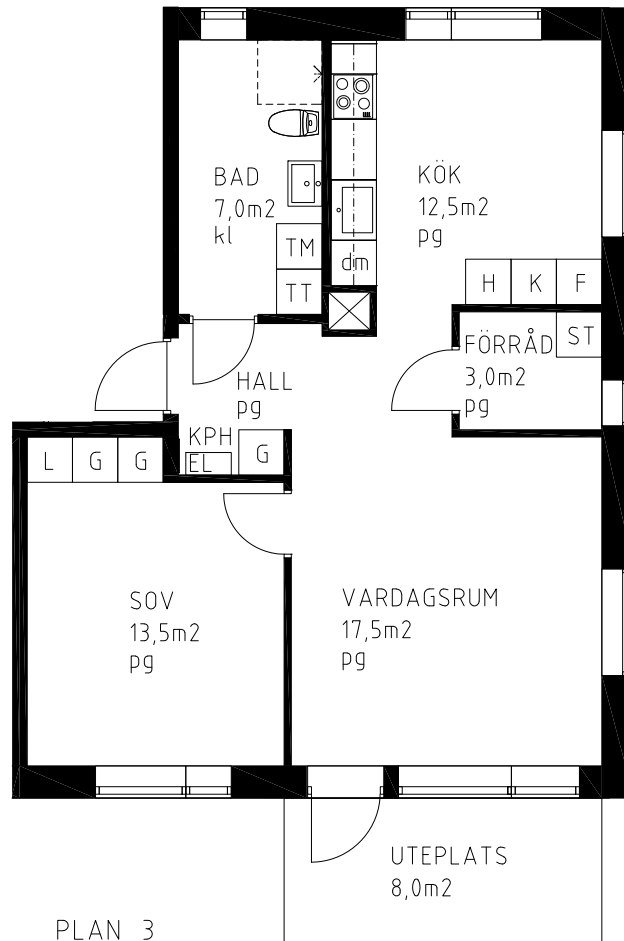 BAD
7,0m2
kl
KÖK
12,5m2
pg
TM
TT
dm
H
K
F
FÖRRÅD
3,0m2
pg
ST
HALL
pg
KPH
EL
G
L
G
G
SOV
13,5m2
pg
VARDAGSRUM
17,5m2
pg
UTEPLATS
8,0m2
PLAN 3